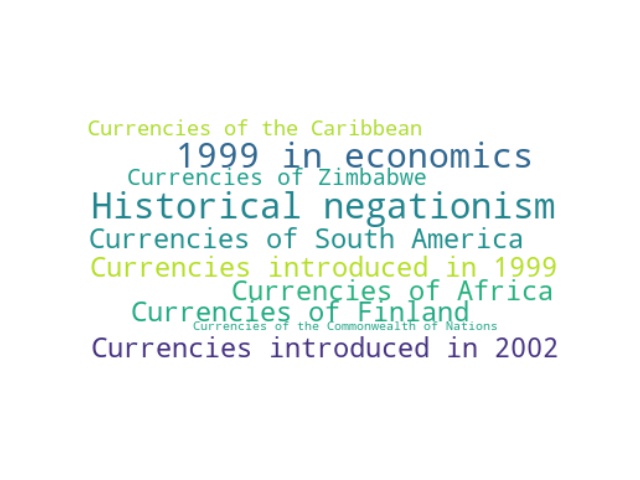 Currencies of the Caribbean
1999 in economics
Currencies of Zimbabwe
Historical negationism
Currencies of South America
Currencies introduced in 1999
Currencies of Africa
Currencies of Finland
Currencies of the Commonwealth of Nations
Currencies introduced in 2002